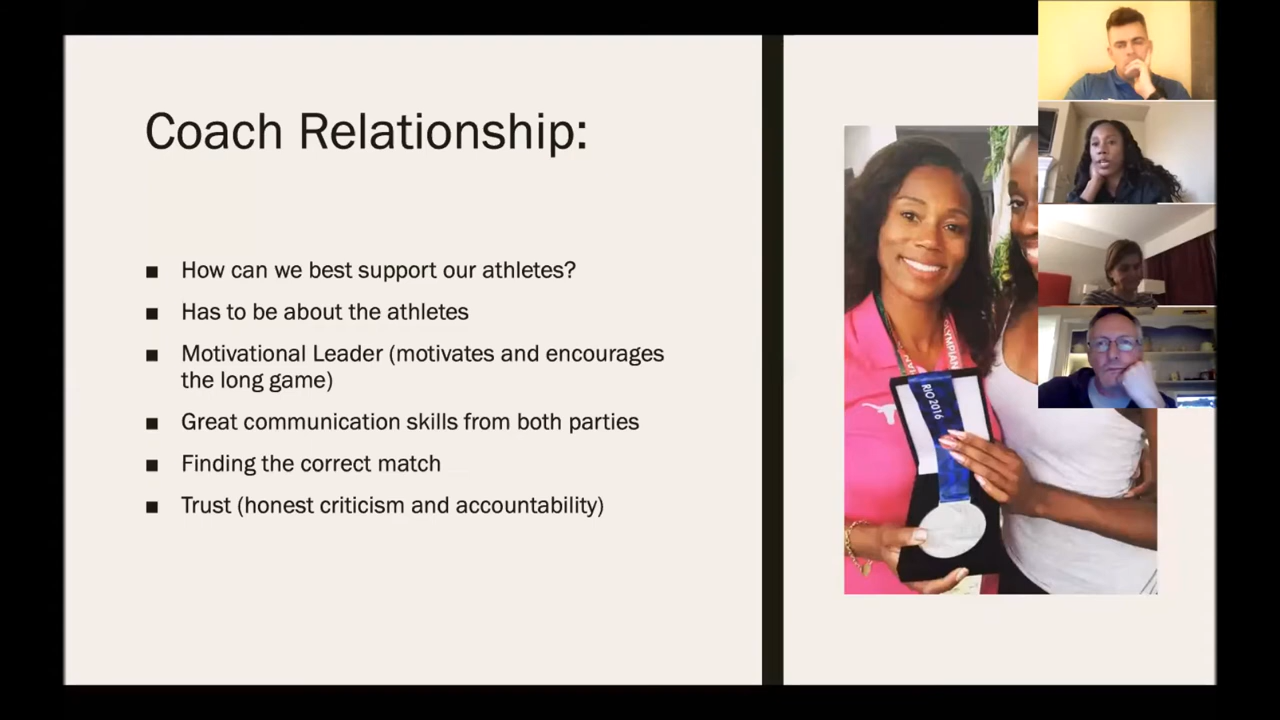 Coach Relationship:
■ How can we best support our athletes?
■ Has to be about the athletes
■ Motivational Leader (motivates and encourages
the long game)
■ Great communication skills from both parties
■ Finding the correct match
■ Trust (honest criticism and accountability)
OLYMPIAN
RIO 2016